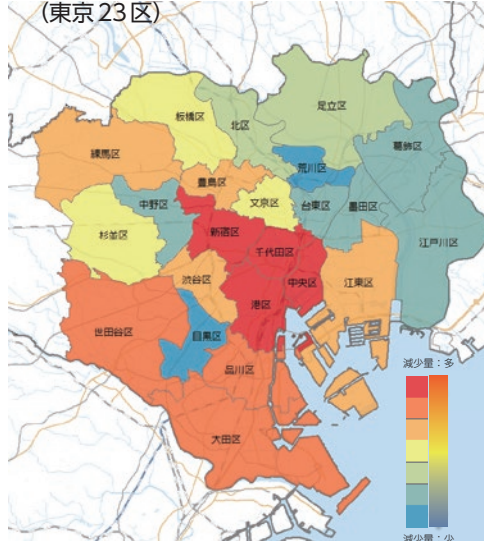 (東京23区)
足立区
板橋区
北区
葛飾区
練馬区
荒川区
豊島区
文京区
台東区
墨田区
中野区
杉並区
新宿区
千代田区
江戸川区
渋谷区
中央区
江東区
港区
世田谷区
目黒区
品川区
大田区
減少量:多
減少量:少